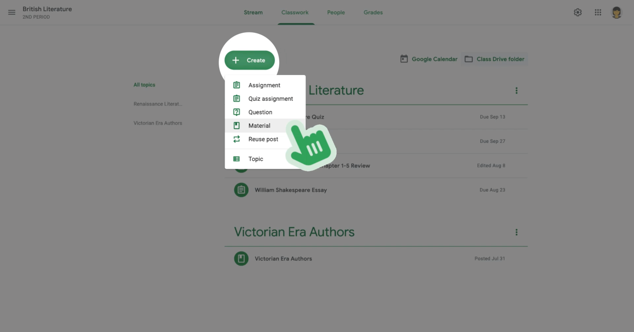 British Literature
2ND PERIOD
Stream
Classwork
People
Grades
Create
Google Calendar
Class Drive folder
All topics
Renaissance Literat...
Victorian Era Authors
Assignment
Quiz assignment
Question
Material
Reuse post
Topic
Literature
Quiz
Due Sep 13
Due Sep 27
Chapter 1-5 Review
Edited Aug 6
William Shakespeare Essay
Due Aug 23
Victorian Era Authors
Victorian Era Authors
Posted Jul 31